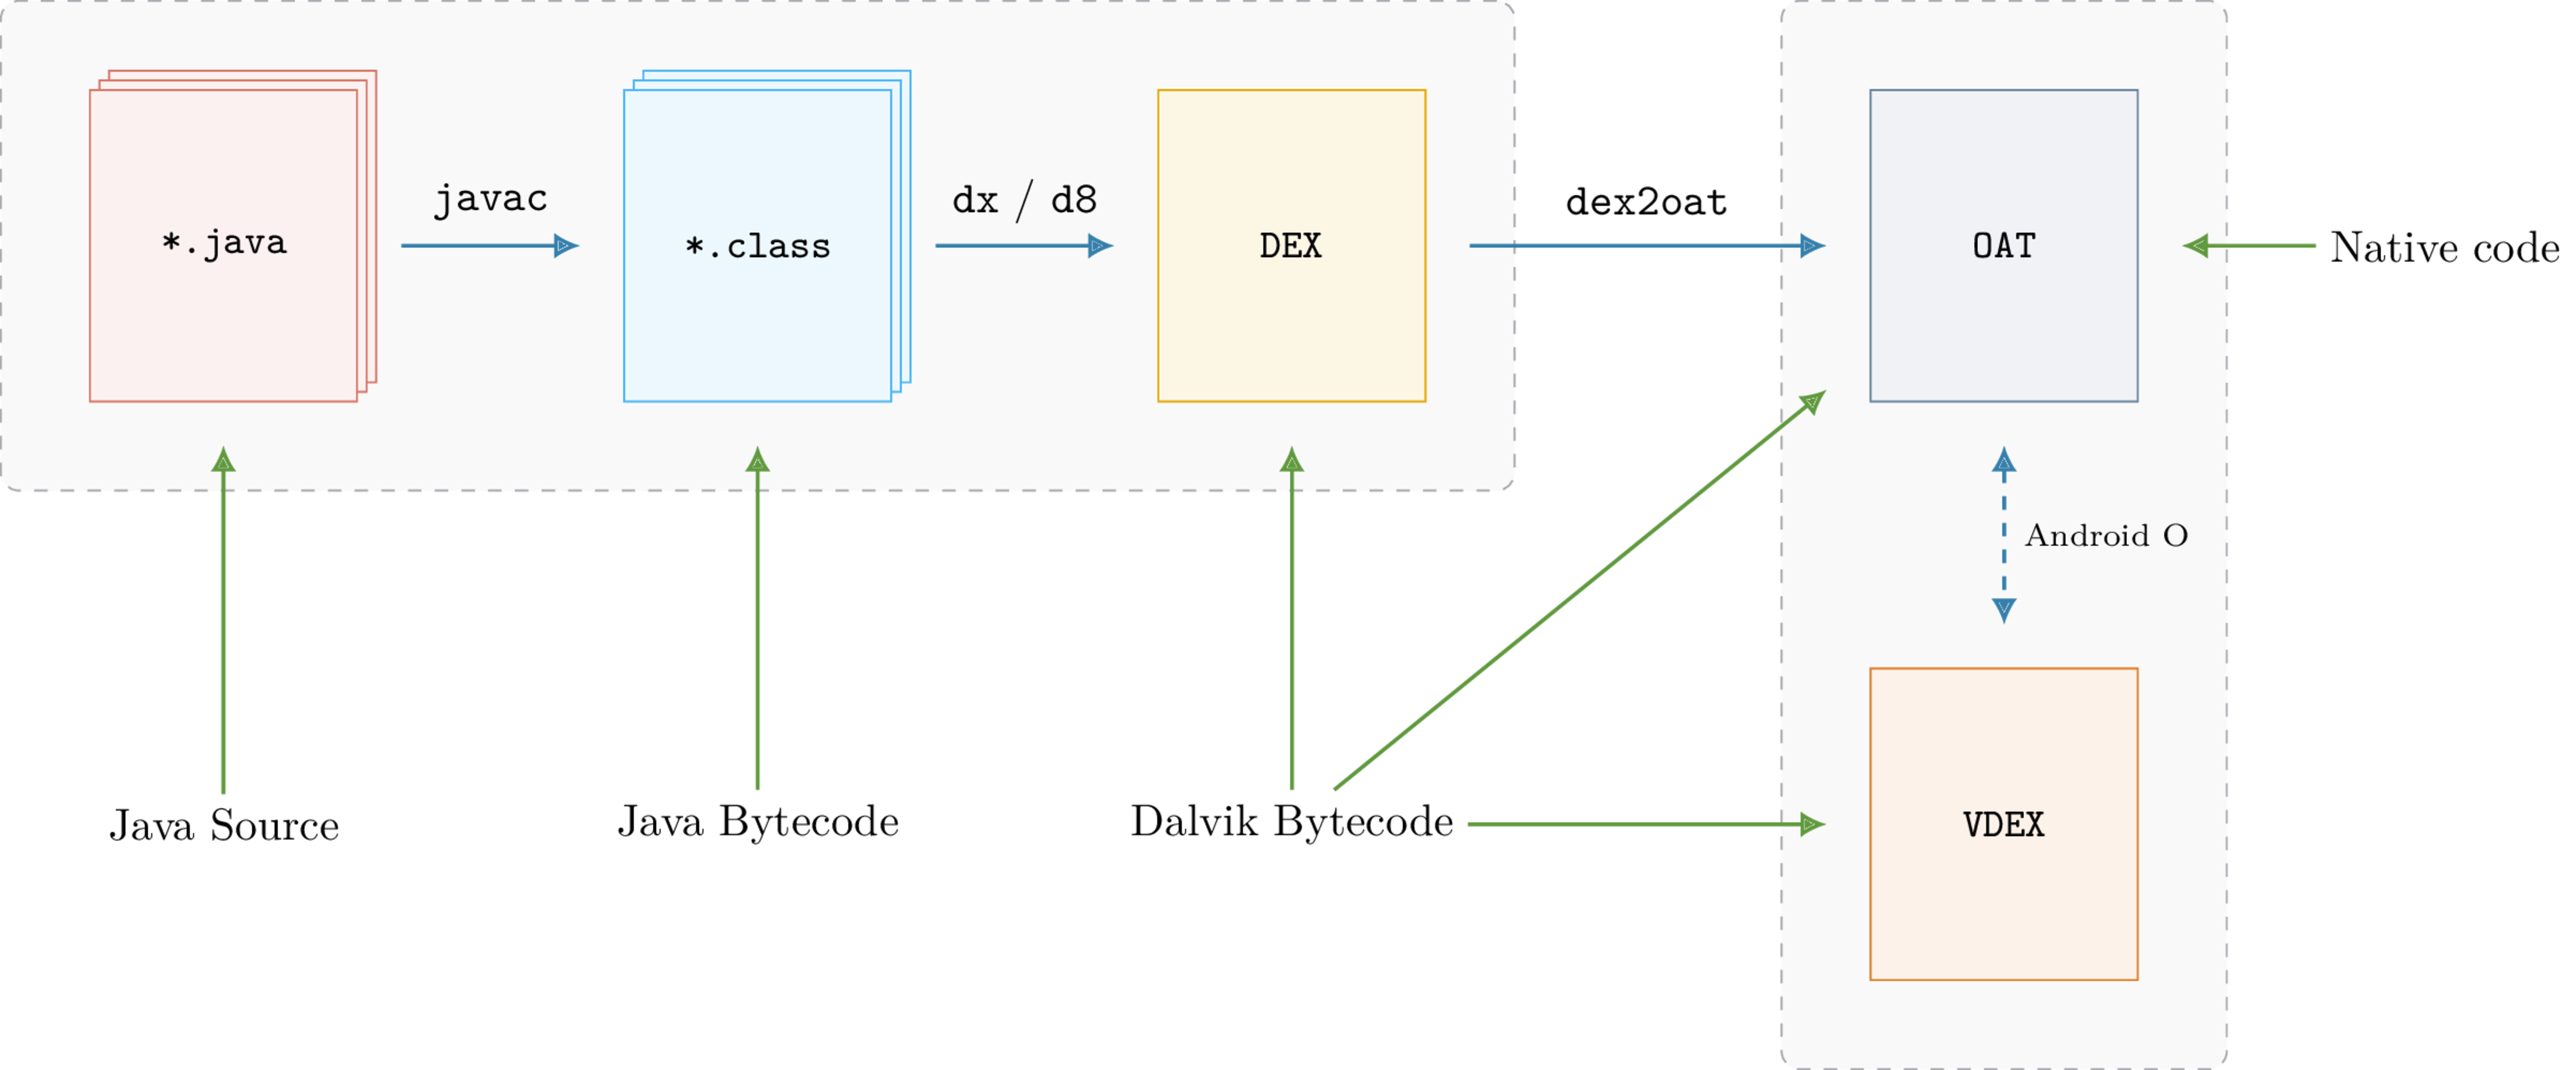 javac
dx / d8
dex2oat
*.java
*.class
DEX
OAT
Native code
Android O
Java Source
Java Bytecode
Dalvik Bytecode
VDEX